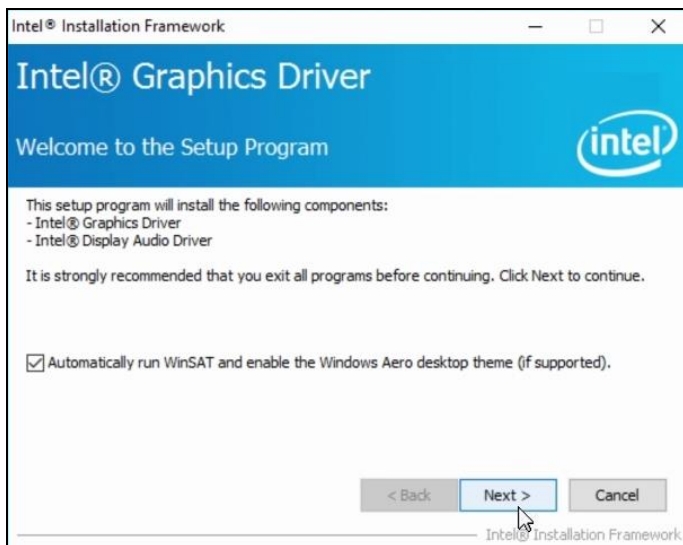 Intel® Installation Framework
Intel® Graphics Driver
Welcome to the Setup Program
intel
This setup program will install the following components:
- Intel® Graphics Driver
- Intel® Display Audio Driver
It is strongly recommended that you exit all programs before continuing. Click Next to continue.
Automatically run WinSAT and enable the Windows Aero desktop theme (if supported).
< Back Next > Cancel
Intel® Installation Framework